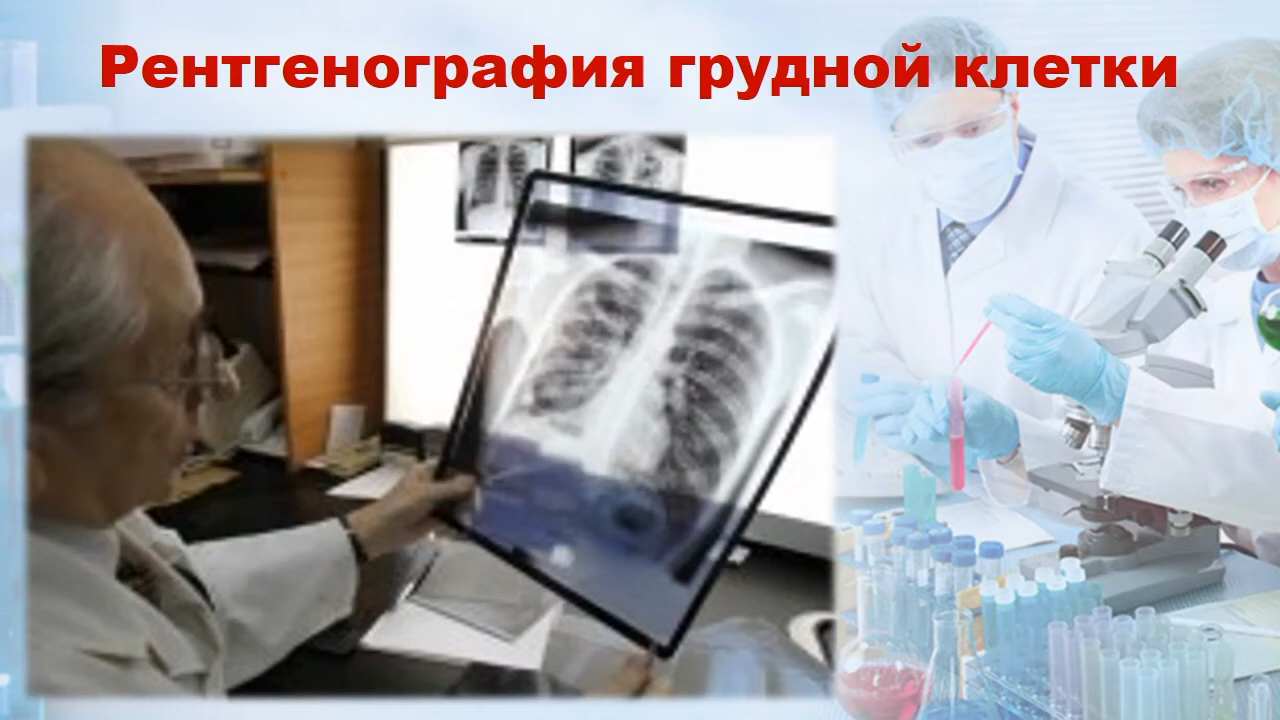 Рентгенография грудной клетки